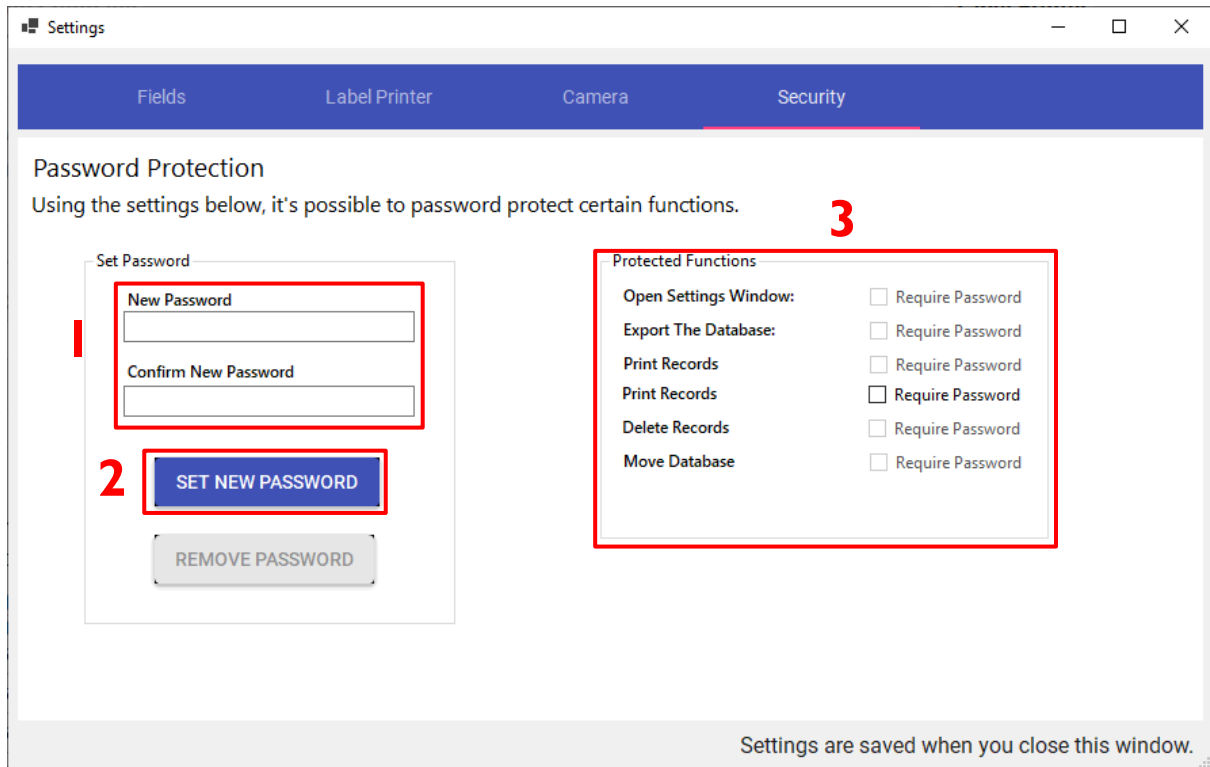 Settings
Fields Label Printer Camera Security
Password Protection
Using the settings below, it's possible to password protect certain functions.
3
Set Password
New Password
1
Confirm New Password
2
SET NEW PASSWORD
REMOVE PASSWORD
Protected Functions
Open Settings Window: Require Password
Export The Database: Require Password
Print Records Require Password
Print Records Require Password
Delete Records Require Password
Move Database Require Password
Settings are saved when you close this window.